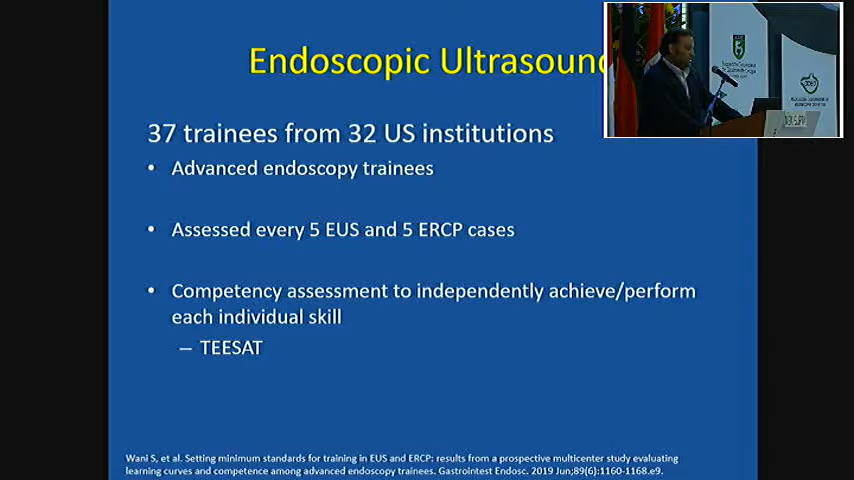 Endoscopic Ultrasoun
37 trainees from 32 US institutions
• Advanced endoscopy trainees
• Assessed every 5 EUS and 5 ERCP cases
• Competency assessment to independently achieve/perform
each individual skill
– TEESAT
Wani S, et al. Setting minimum standards for training in EUS and ERCP: results from a prospective multicenter study evaluating
learning curves and competence among advanced endoscopy trainees. Gastrointest Endosc. 2019 Jun;89(6):1160-1168.e9.